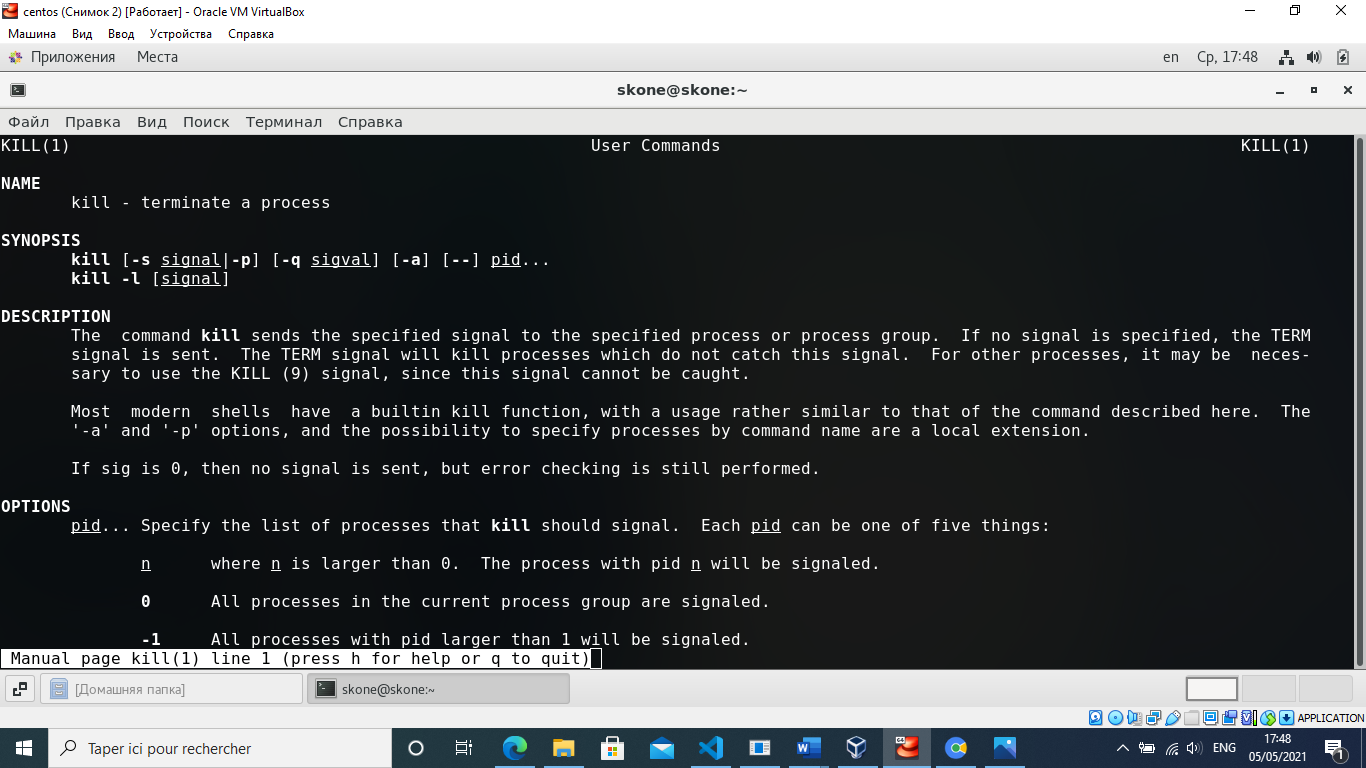 centos (Снимок 2) [Работает] - Oracle VM VirtualBox
Машина Вид Ввод Устройства Справка
Приложения Места en Ср, 17:48
skone@skone:~
Файл Правка Вид Поиск Терминал Справка
KILL(1) User Commands KILL(1)
NAME
kill - terminate a process
SYNOPSIS
kill [-s signal|-p] [-q sigval] [-a] [--] pid...
kill -l [signal]
DESCRIPTION
The command kill sends the specified signal to the specified process or process group. If no signal is specified, the TERM
signal is sent. The TERM signal will kill processes which do not catch this signal. For other processes, it may be neces-
sary to use the KILL (9) signal, since this signal cannot be caught.
Most modern shells have a builtin kill function, with a usage rather similar to that of the command described here. The
'-a' and '-p' options, and the possibility to specify processes by command name are a local extension.
If sig is 0, then no signal is sent, but error checking is still performed.
OPTIONS
pid... Specify the list of processes that kill should signal. Each pid can be one of five things:
n where n is larger than 0. The process with pid n will be signaled.
0 All processes in the current process group are signaled.
-1 All processes with pid larger than 1 will be signaled.
Manual page kill(1) line 1 (press h for help or q to quit)
[Домашняя папка] skone@skone:~
APPLICATION
Taper ici pour rechercher
ENG
17:48
05/05/2021
1